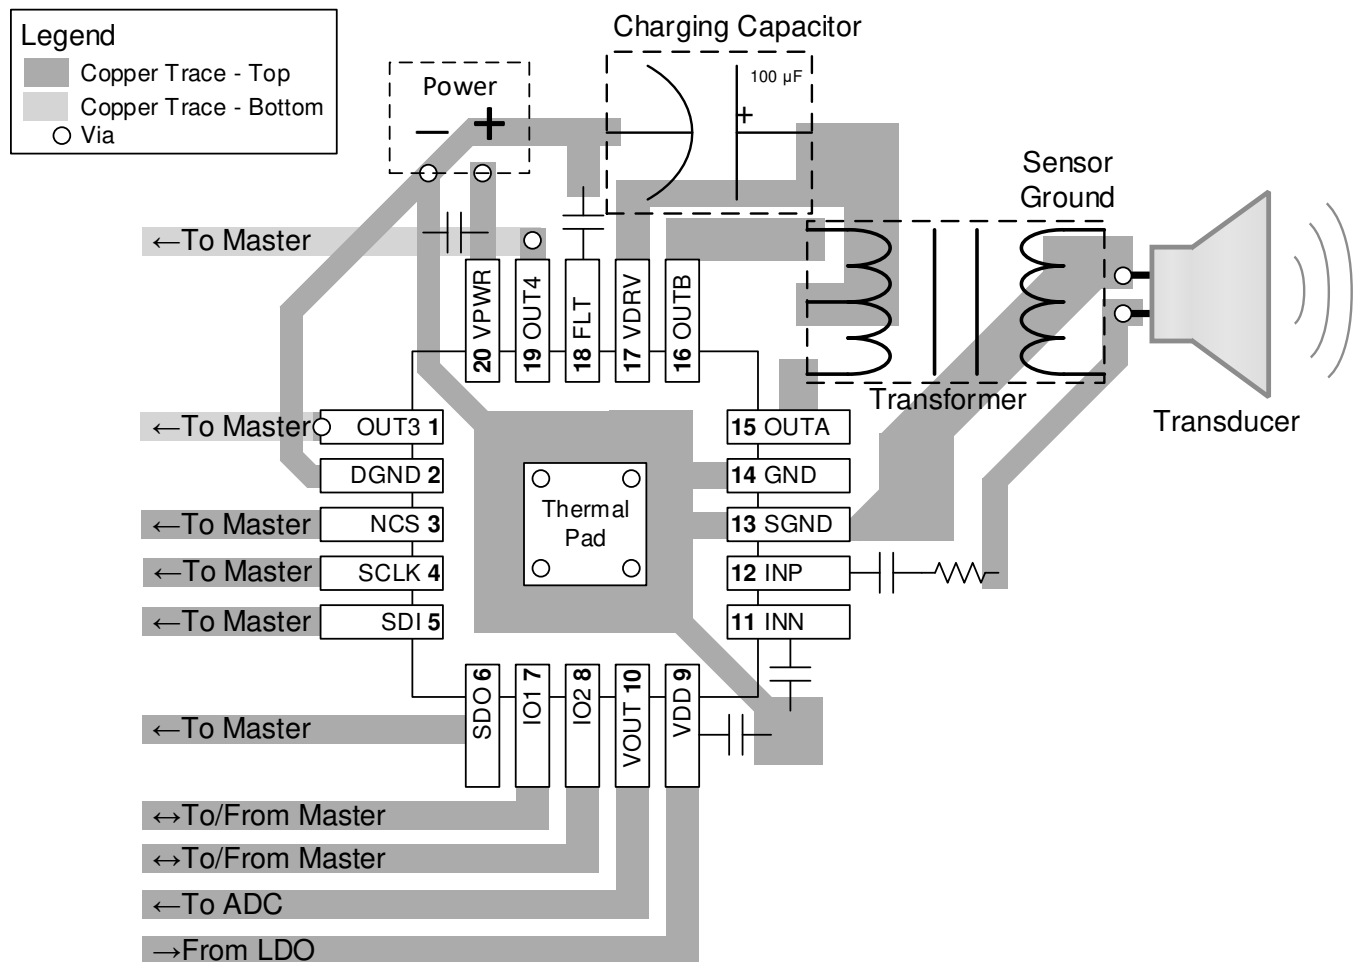 Legend
Copper Trace - Top
Copper Trace - Bottom
Via
Charging Capacitor
Power
100 µF
+
− +
Sensor
Ground
←To Master
20 VPWR
19 OUT4
18 FLT
17 VDRV
16 OUTB
Transformer
Transducer
←To Master
OUT3 1
15 OUTA
DGND 2
14 GND
←To Master
NCS 3
Thermal
Pad
13 SGND
←To Master
SCLK 4
12 INP
←To Master
SDI 5
11 INN
←To Master
SDO 6
IO1 7
IO2 8
VOUT 10
VDD 9
↔To/From Master
↔To/From Master
←To ADC
→From LDO